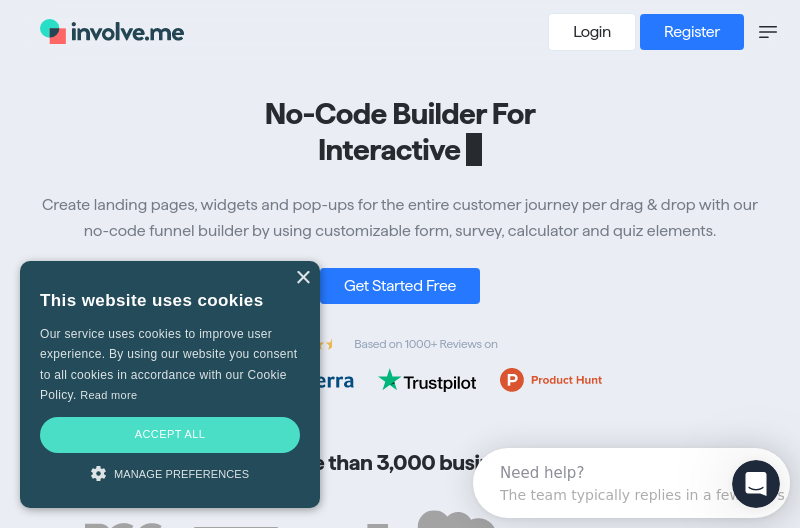 involve.me
Login
Register
No-Code Builder For
Interactive
Create landing pages, widgets and pop-ups for the entire customer journey per drag & drop with our
no-code funnel builder by using customizable form, survey, calculator and quiz elements.
Get Started Free
This website uses cookies
Our service uses cookies to improve user
experience. By using our website you consent
to all cookies in accordance with our Cookie
Policy. Read more
ACCEPT ALL
MANAGE PREFERENCES
Based on 1000+ Reviews on
Trustpilot
P Product Hunt
than 3,000
Need help?
The team typically replies in a